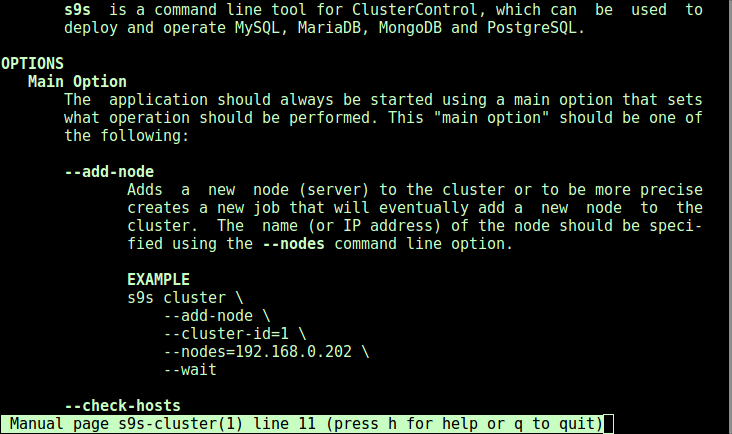 s9s is a command line tool for ClusterControl, which can be used to
deploy and operate MySQL, MariaDB, MongoDB and PostgreSQL.
OPTIONS
Main Option
The application should always be started using a main option that sets
what operation should be performed. This "main option" should be one of
the following:
--add-node
Adds a new node (server) to the cluster or to be more precise
creates a new job that will eventually add a new node to the
cluster. The name (or IP address) of the node should be speci-
fied using the --nodes command line option.
EXAMPLE
s9s cluster \
--add-node \
--cluster-id=1 \
--nodes=192.168.0.202 \
--wait
--check-hosts
Manual page s9s-cluster(1) line 11 (press h for help or q to quit)